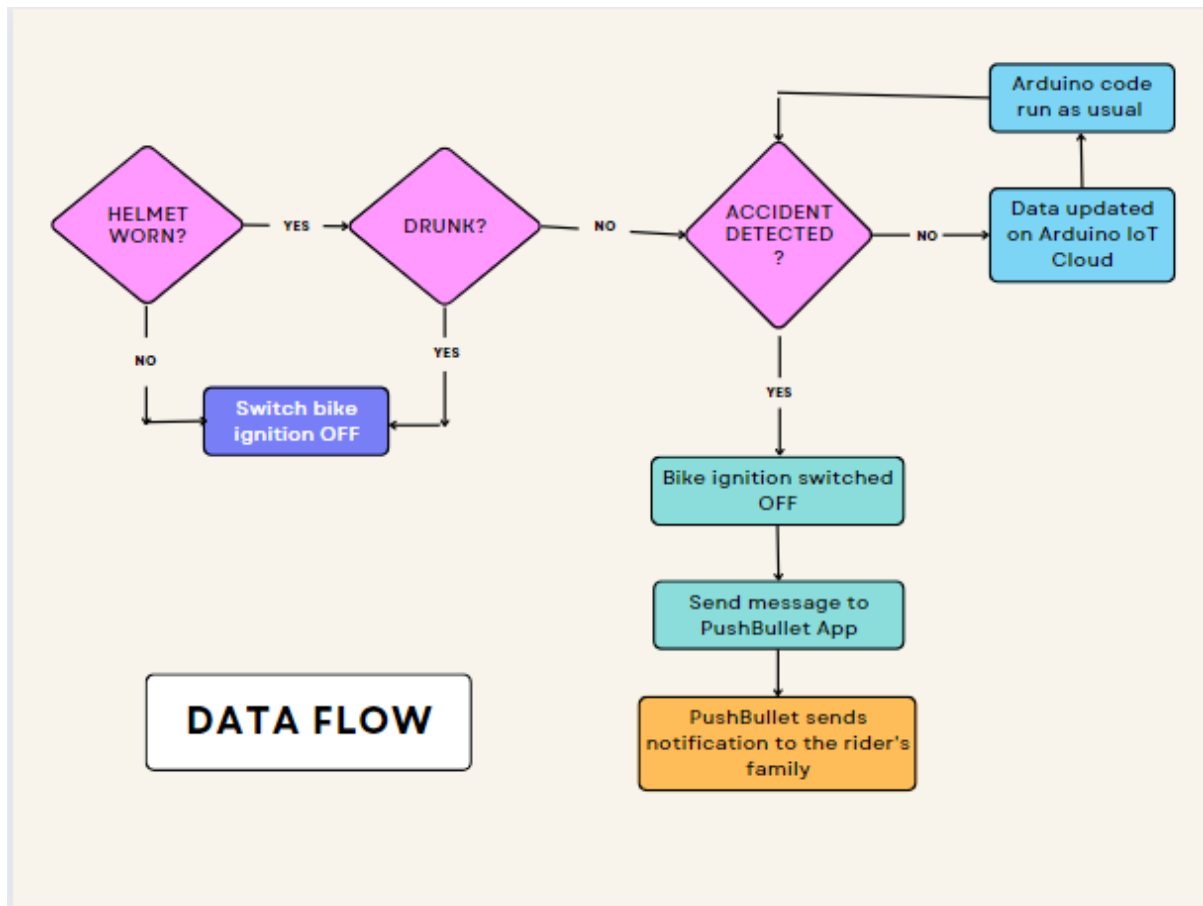 Arduino code
run as usual
HELMET
WORN?
YES
DRUNK?
NO
ACCIDENT
DETECTED
?
NO
Data updated
on Arduino IoT
Cloud
NO
YES
YES
Switch bike
ignition OFF
Bike ignition switched
OFF
Send message to
PushBullet App
DATA FLOW
PushBullet sends
notification to the rider's
family